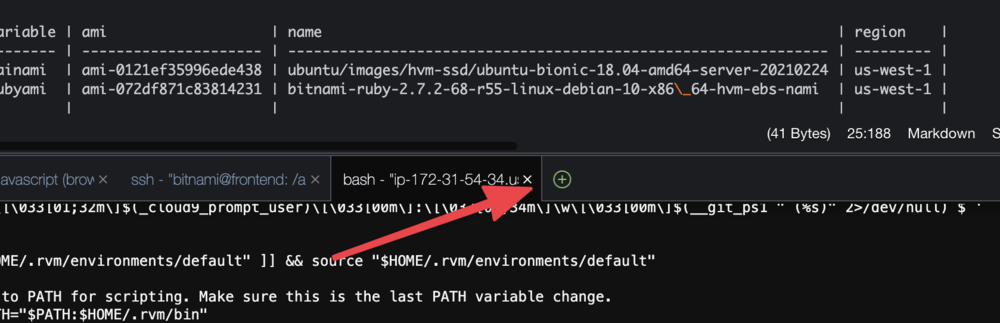 ariable | ami | name | region |
------- | -------------------- | ------------------------------------------------------------- | --------- |
ainami | ami-0121ef35996ede438 | ubuntu/images/hvm-ssd/ubuntu-bionic-18.04-amd64-server-20210224 | us-west-1 |
ubyami | ami-072df871c83814231 | bitnami-ruby-2.7.2-68-r55-linux-debian-10-x86\_64-hvm-ebs-nami | us-west-1 |
| | | |
(41 Bytes) 25:188 Markdown S
avascript (brow × ssh - "bitnami@frontend: /a × bash - "ip-172-31-54-34.us ×
[\033[01;32m\]$(_cloud9_prompt_user)\[\033[00m\]:\[\033[01;34m\]\w\[\033[00m\]$(__git_ps1 " (%s)" 2>/dev/null) $ '
OME/.rvm/environments/default" ]] && source "$HOME/.rvm/environments/default"
to PATH for scripting. Make sure this is the last PATH variable change.
TH="$PATH:$HOME/.rvm/bin"